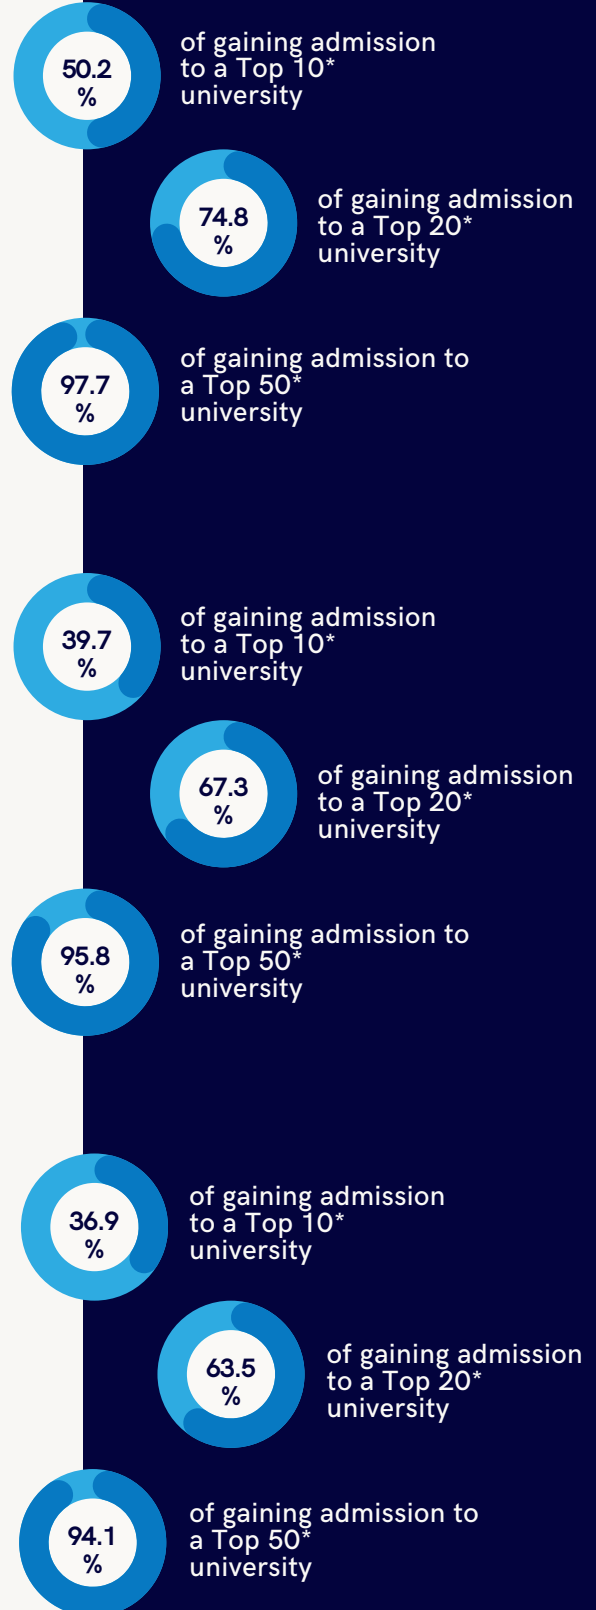 50.2
%
of gaining admission
to a Top 10*
university
74.8
%
of gaining admission
to a Top 20*
university
97.7
%
of gaining admission to
a Top 50*
university
39.7
%
of gaining admission
to a Top 10*
university
67.3
%
of gaining admission
to a Top 20*
university
95.8
%
of gaining admission to
a Top 50*
university
36.9
%
of gaining admission
to a Top 10*
university
63.5
%
of gaining admission
to a Top 20*
university
94.1
%
of gaining admission to
a Top 50*
university